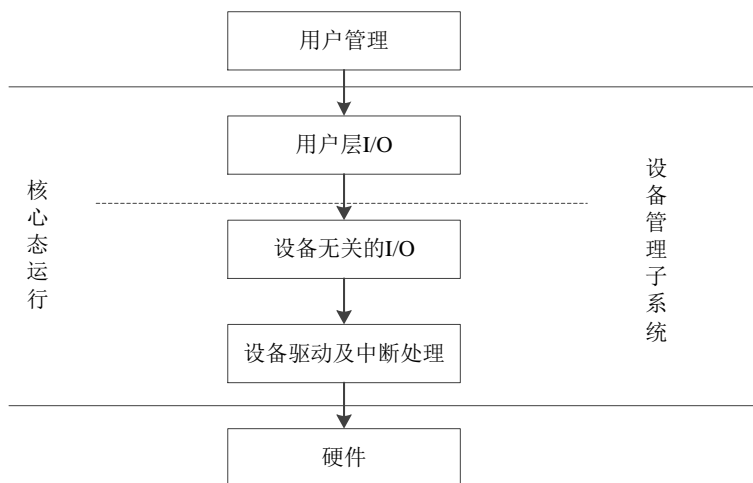 用户管理
用户层I/O
核心态运行
设备管理子系统
设备无关的I/O
设备驱动及中断处理
硬件